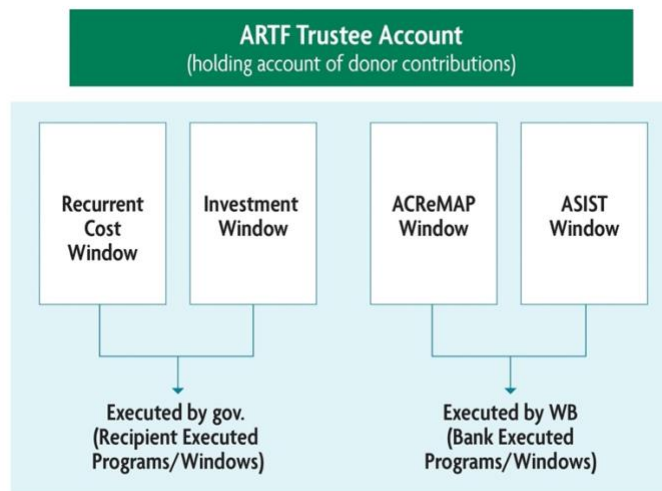 ARTF Trustee Account
(holding account of donor contributions)
Recurrent
Cost
Window
Investment
Window
ACReMAP
Window
ASIST
Window
Executed by gov.
(Recipient Executed
Programs/Windows)
Executed by WB
(Bank Executed
Programs/Windows)